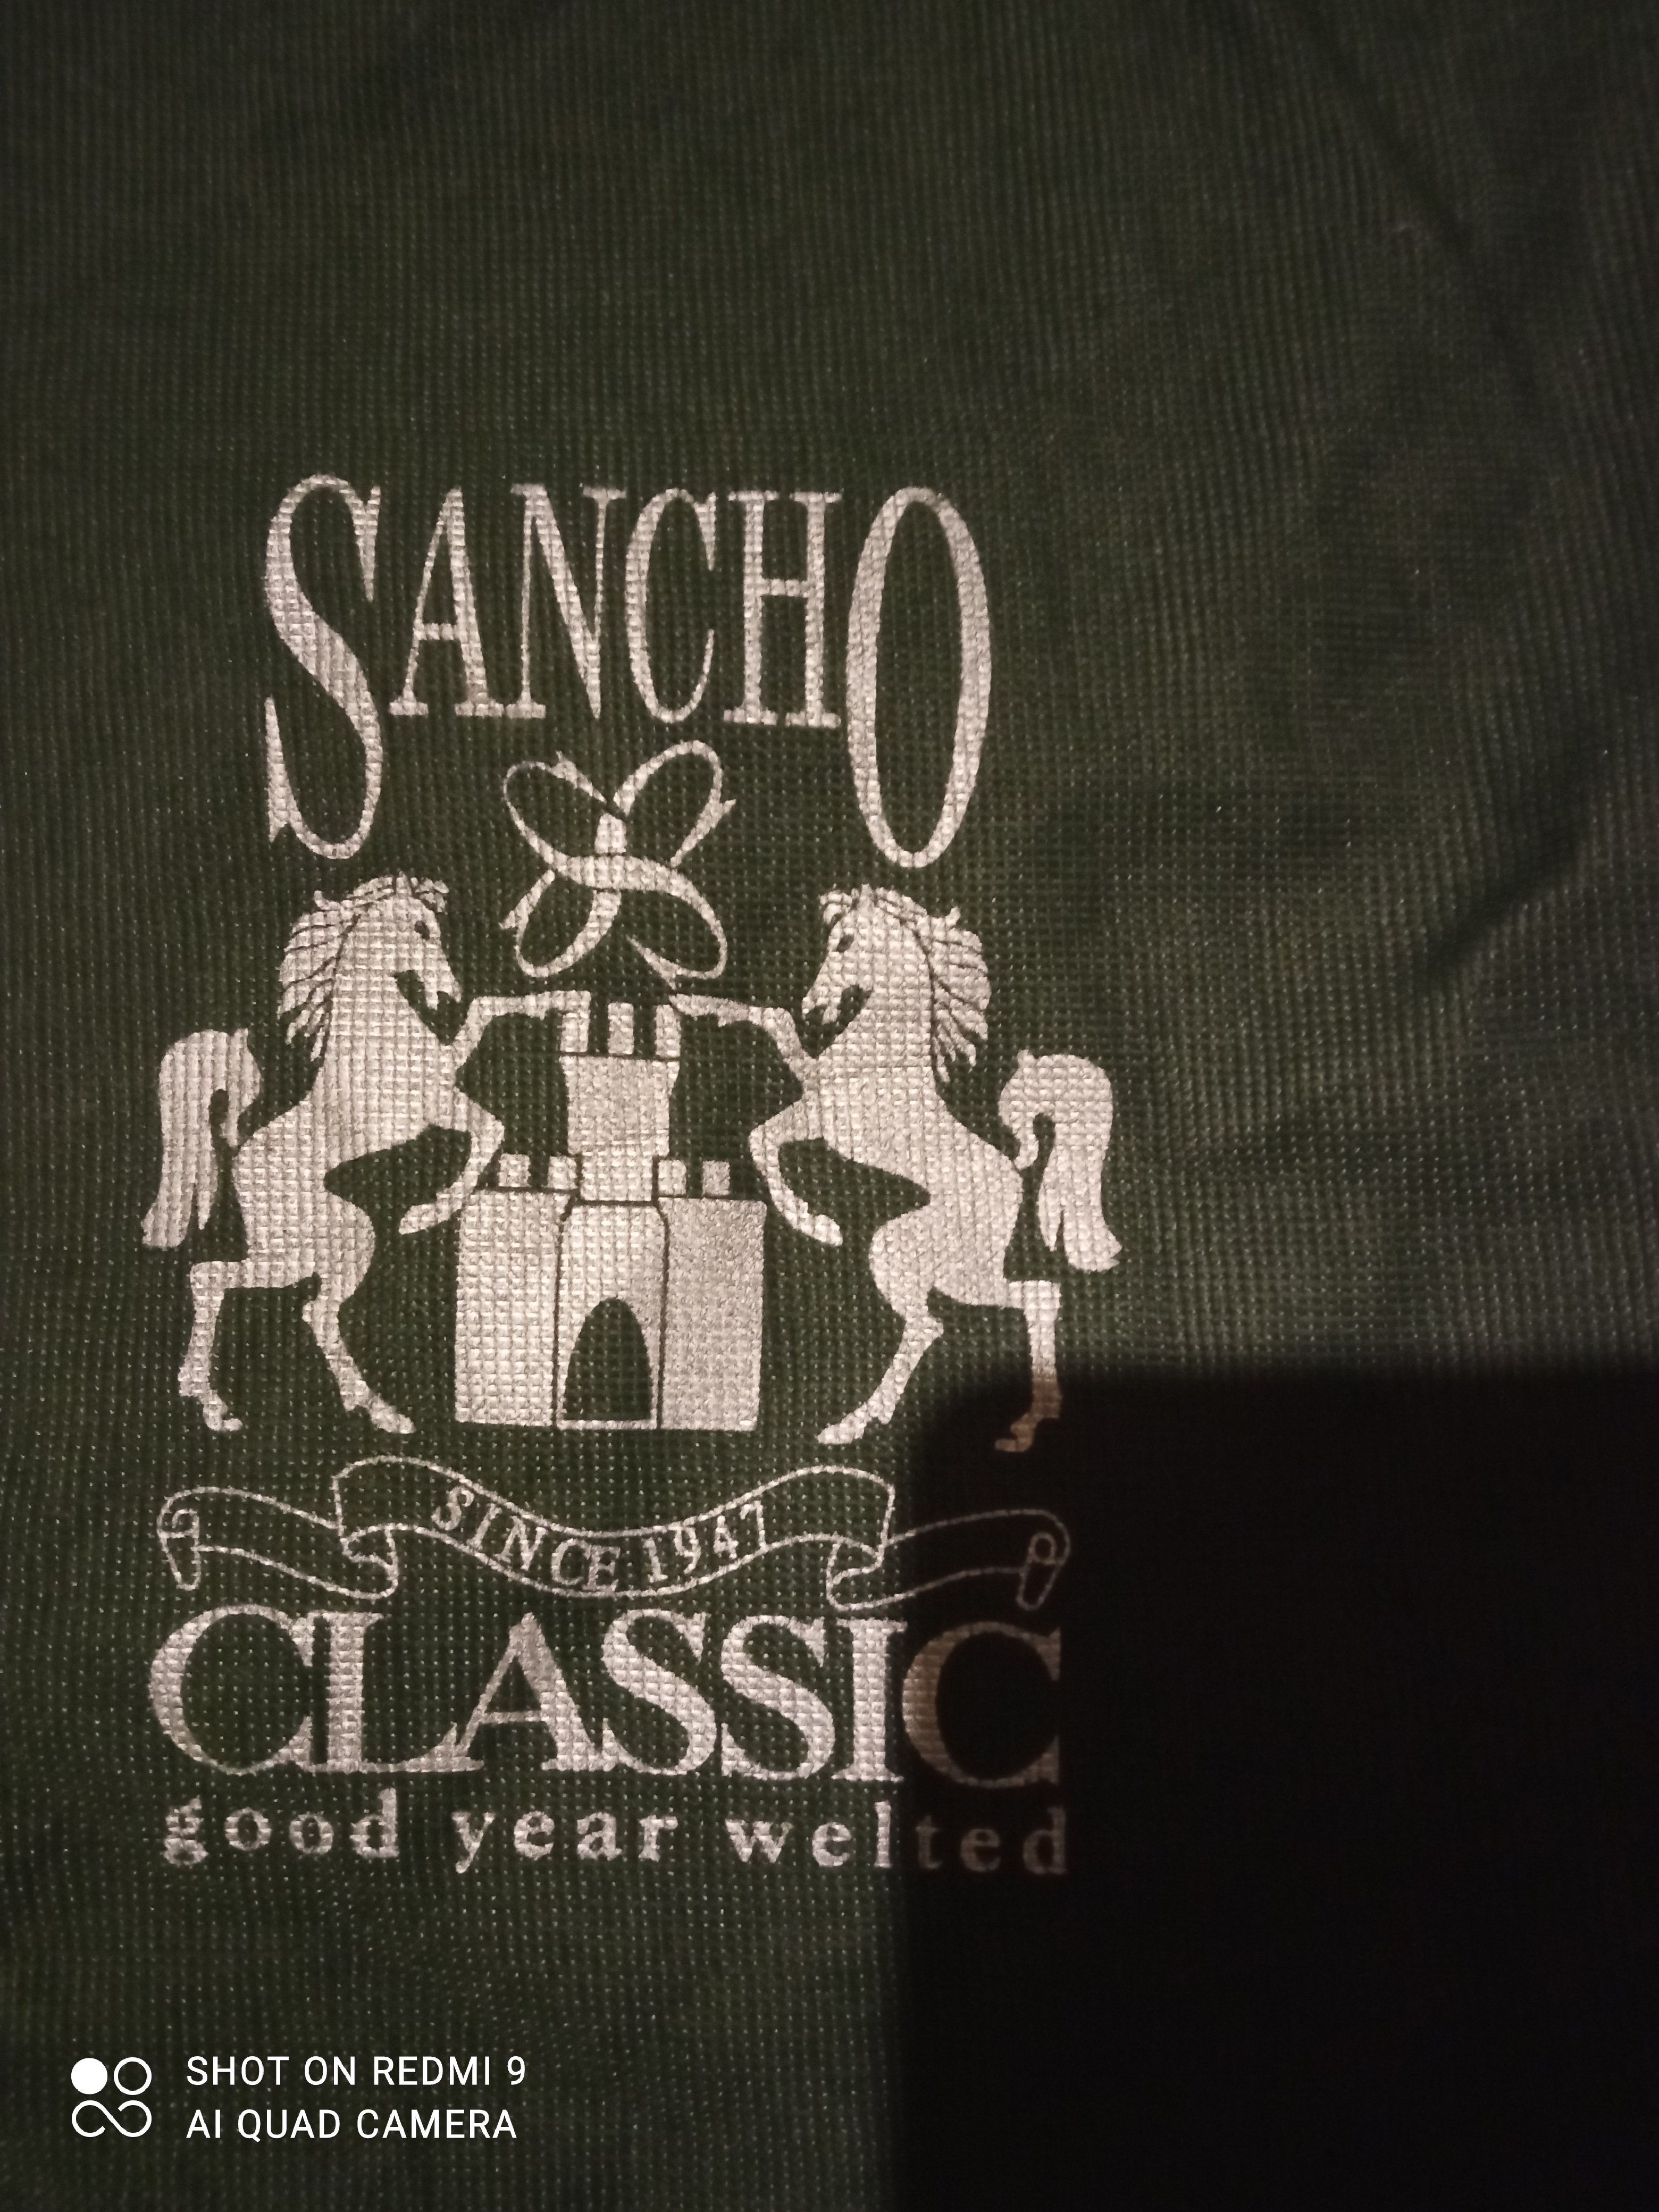 SANCHO
SINCE 1947
CLASSIC
good year welted
SHOT ON REDMI 9
AI QUAD CAMERA